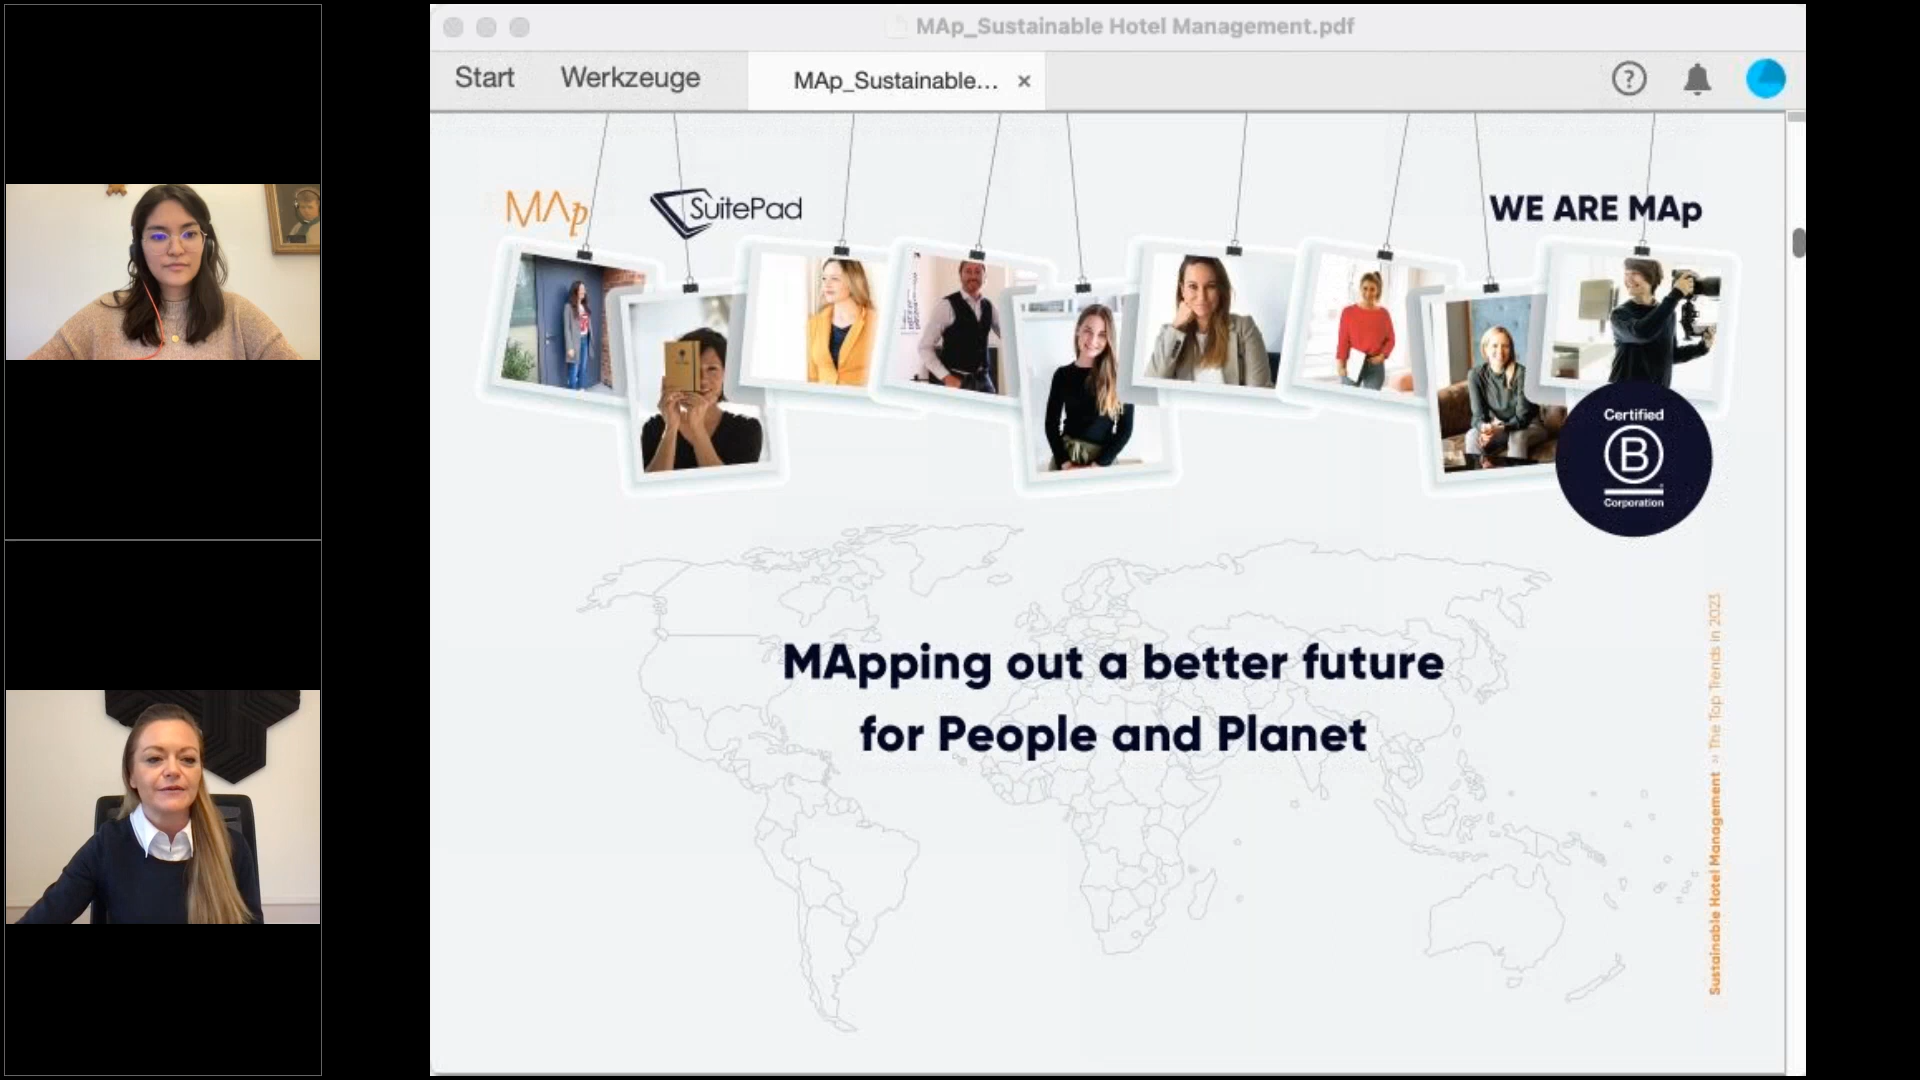 MAp_Sustainable Hotel Management.pdf
Start
Werkzeuge
MAp_Sustainable... ×
?
MAp
SuitePad
WE ARE MAp
Certified
B
Corporation
MApping out a better future
for People and Planet
Sustainable Hotel Management » The Top Trends in 2023